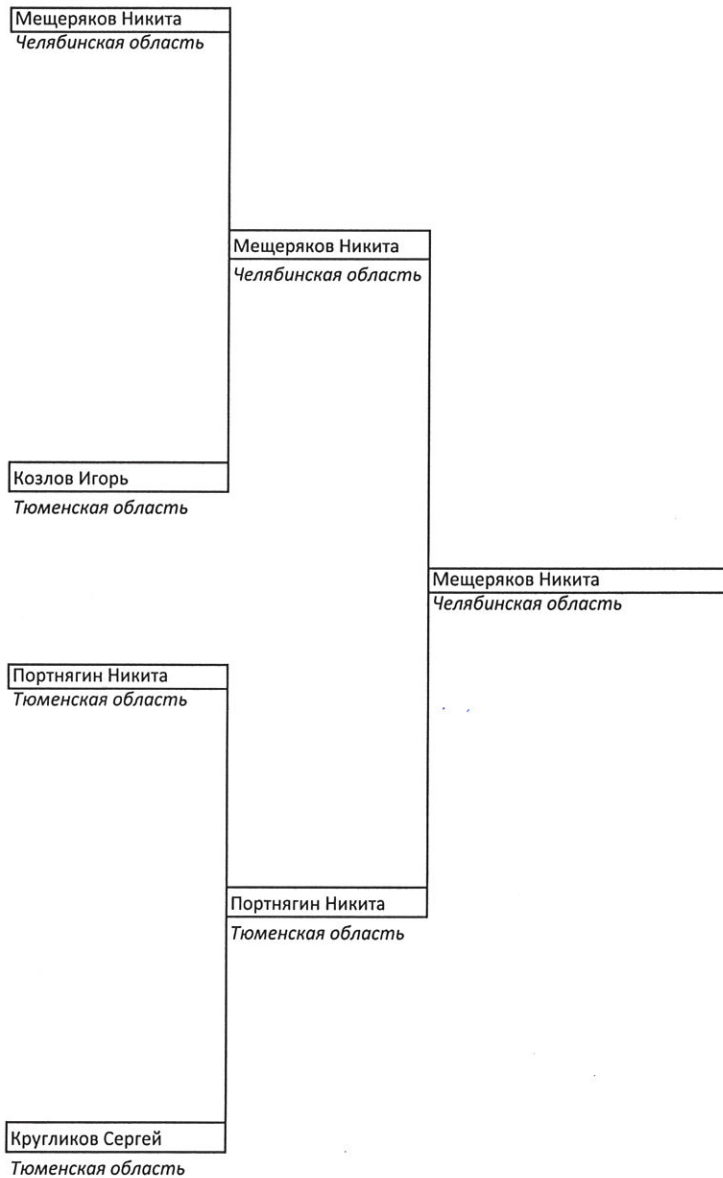 Мещеряков Никита
Челябинская область
Мещеряков Никита
Челябинская область
Козлов Игорь
Тюменская область
Мещеряков Никита
Челябинская область
Портнягин Никита
Тюменская область
Портнягин Никита
Тюменская область
Кругликов Сергей
Тюменская область